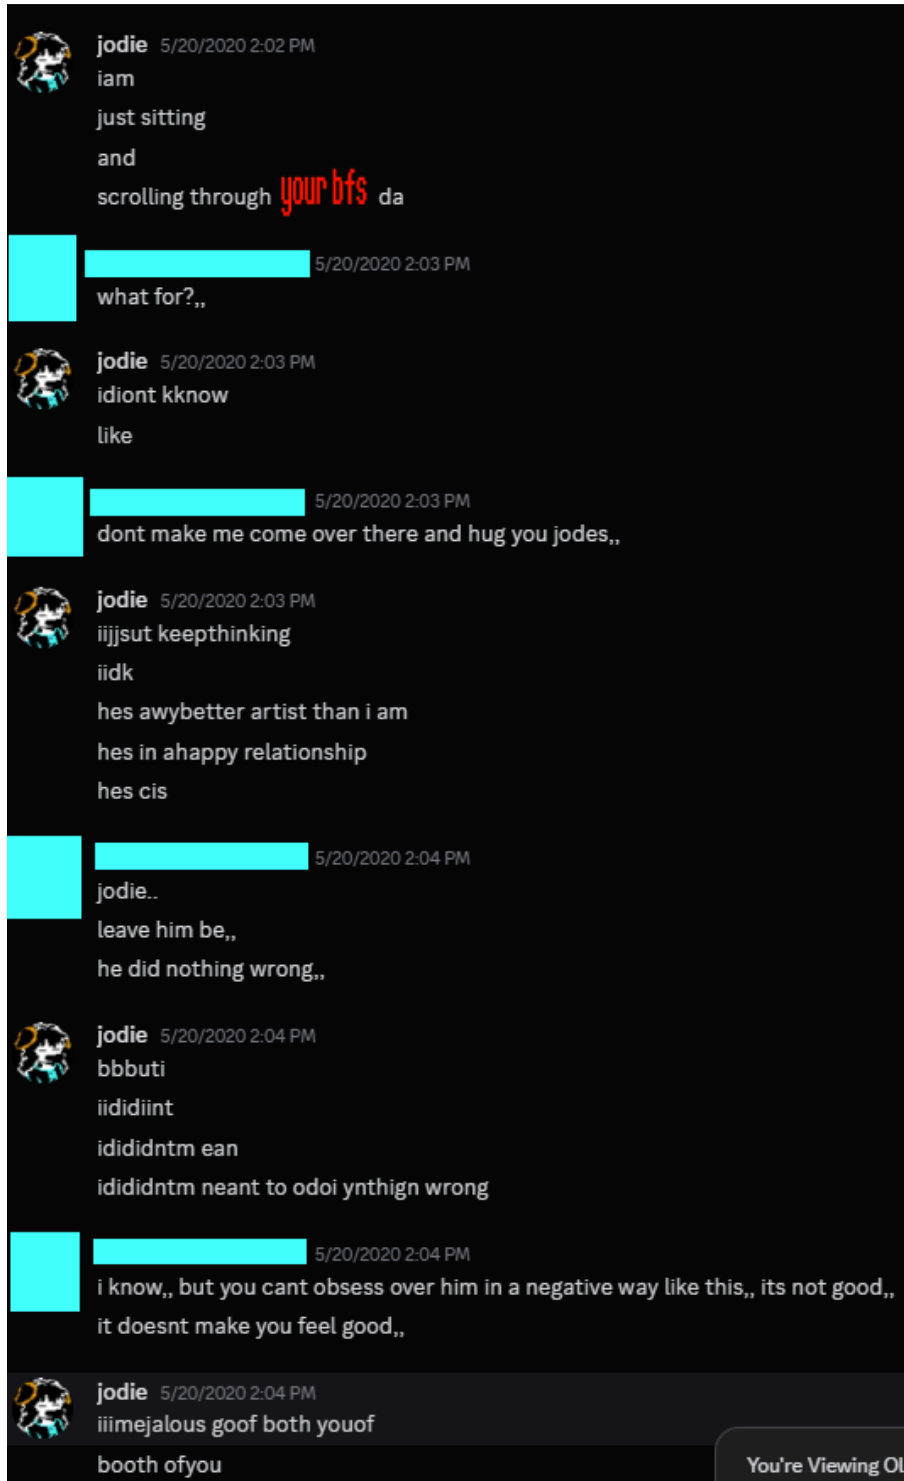 jodie 5/20/2020 2:02 PM
iam
just sitting
and
scrolling through your bfs da
5/20/2020 2:03 PM
what for?,,
jodie 5/20/2020 2:03 PM
idiont kknow
like
5/20/2020 2:03 PM
dont make me come over there and hug you jodes,,
jodie 5/20/2020 2:03 PM
iijjsut keepthinking
iidk
hes awybetter artist than i am
hes in ahappy relationship
hes cis
5/20/2020 2:04 PM
jodie..
leave him be,,
he did nothing wrong,,
jodie 5/20/2020 2:04 PM
bbbuti
iididiint
idididntm ean
idididntm neant to odoi ynthign wrong
5/20/2020 2:04 PM
i know,, but you cant obsess over him in a negative way like this,, its not good,,
it doesnt make you feel good,,
jodie 5/20/2020 2:04 PM
iiimejalous goof both youof
booth ofyou
You're Viewing Ol